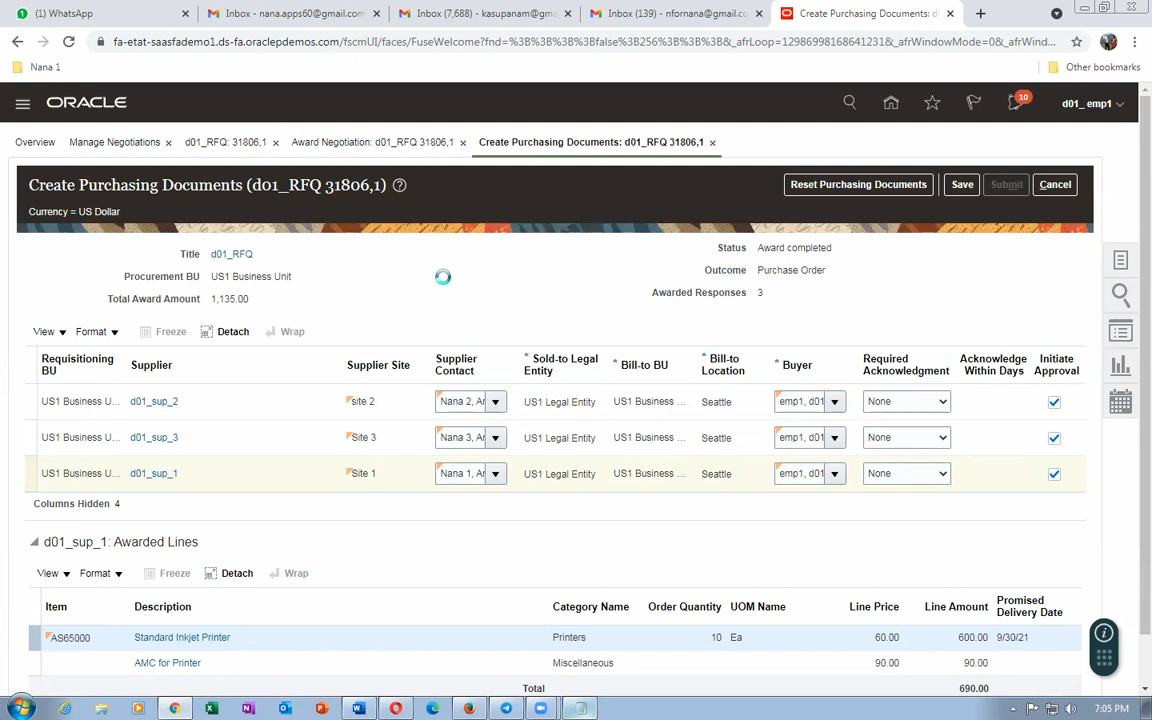 (1) WhatsApp
Inbox - nana.apps60@gmail.com
Inbox (7,688) - kasupanam@gm
Inbox (139) - nfornana@gmail.co
Create Purchasing Documents: d
fa-etat-saasfademo1.ds-fa.oraclepdemos.com/fscmUI/faces/FuseWelcome?fnd=%3B%3B%3B%3Bfalse%3B256%3B%3B%3B&_afrLoop=12986998168641231&_afrWindowMode=0&_afrWind...
Nana 1
Other bookmarks
ORACLE
10
d01_ emp1
Overview Manage Negotiations d01_RFQ: 31806,1 Award Negotiation: d01_RFQ 31806,1 Create Purchasing Documents: d01_RFQ 31806,1
Create Purchasing Documents (d01_RFQ 31806,1)
Reset Purchasing Documents Save Submit Cancel
Currency = US Dollar
Title d01_RFQ
Procurement BU US1 Business Unit
Total Award Amount 1,135.00
Status Award completed
Outcome Purchase Order
Awarded Responses 3
View Format Freeze Detach Wrap
Requisitioning BU Supplier Supplier Site Supplier Contact * Sold-to Legal Entity * Bill-to BU * Bill-to Location * Buyer Required Acknowledgment Acknowledge Within Days Initiate Approval
US1 Business U... d01_sup_2 site 2 Nana 2, Ar US1 Legal Entity US1 Business ... Seattle emp1, d01 None
US1 Business U... d01_sup_3 Site 3 Nana 3, Ar US1 Legal Entity US1 Business ... Seattle emp1, d01 None
US1 Business U... d01_sup_1 Site 1 Nana 1, Ar US1 Legal Entity US1 Business ... Seattle emp1, d01 None
Columns Hidden 4
d01_sup_1: Awarded Lines
View Format Freeze Detach Wrap
Item Description Category Name Order Quantity UOM Name Line Price Line Amount Promised Delivery Date
AS65000 Standard Inkjet Printer Printers 10 Ea 60.00 600.00 9/30/21
AMC for Printer Miscellaneous 90.00 90.00
Total 690.00
7:05 PM